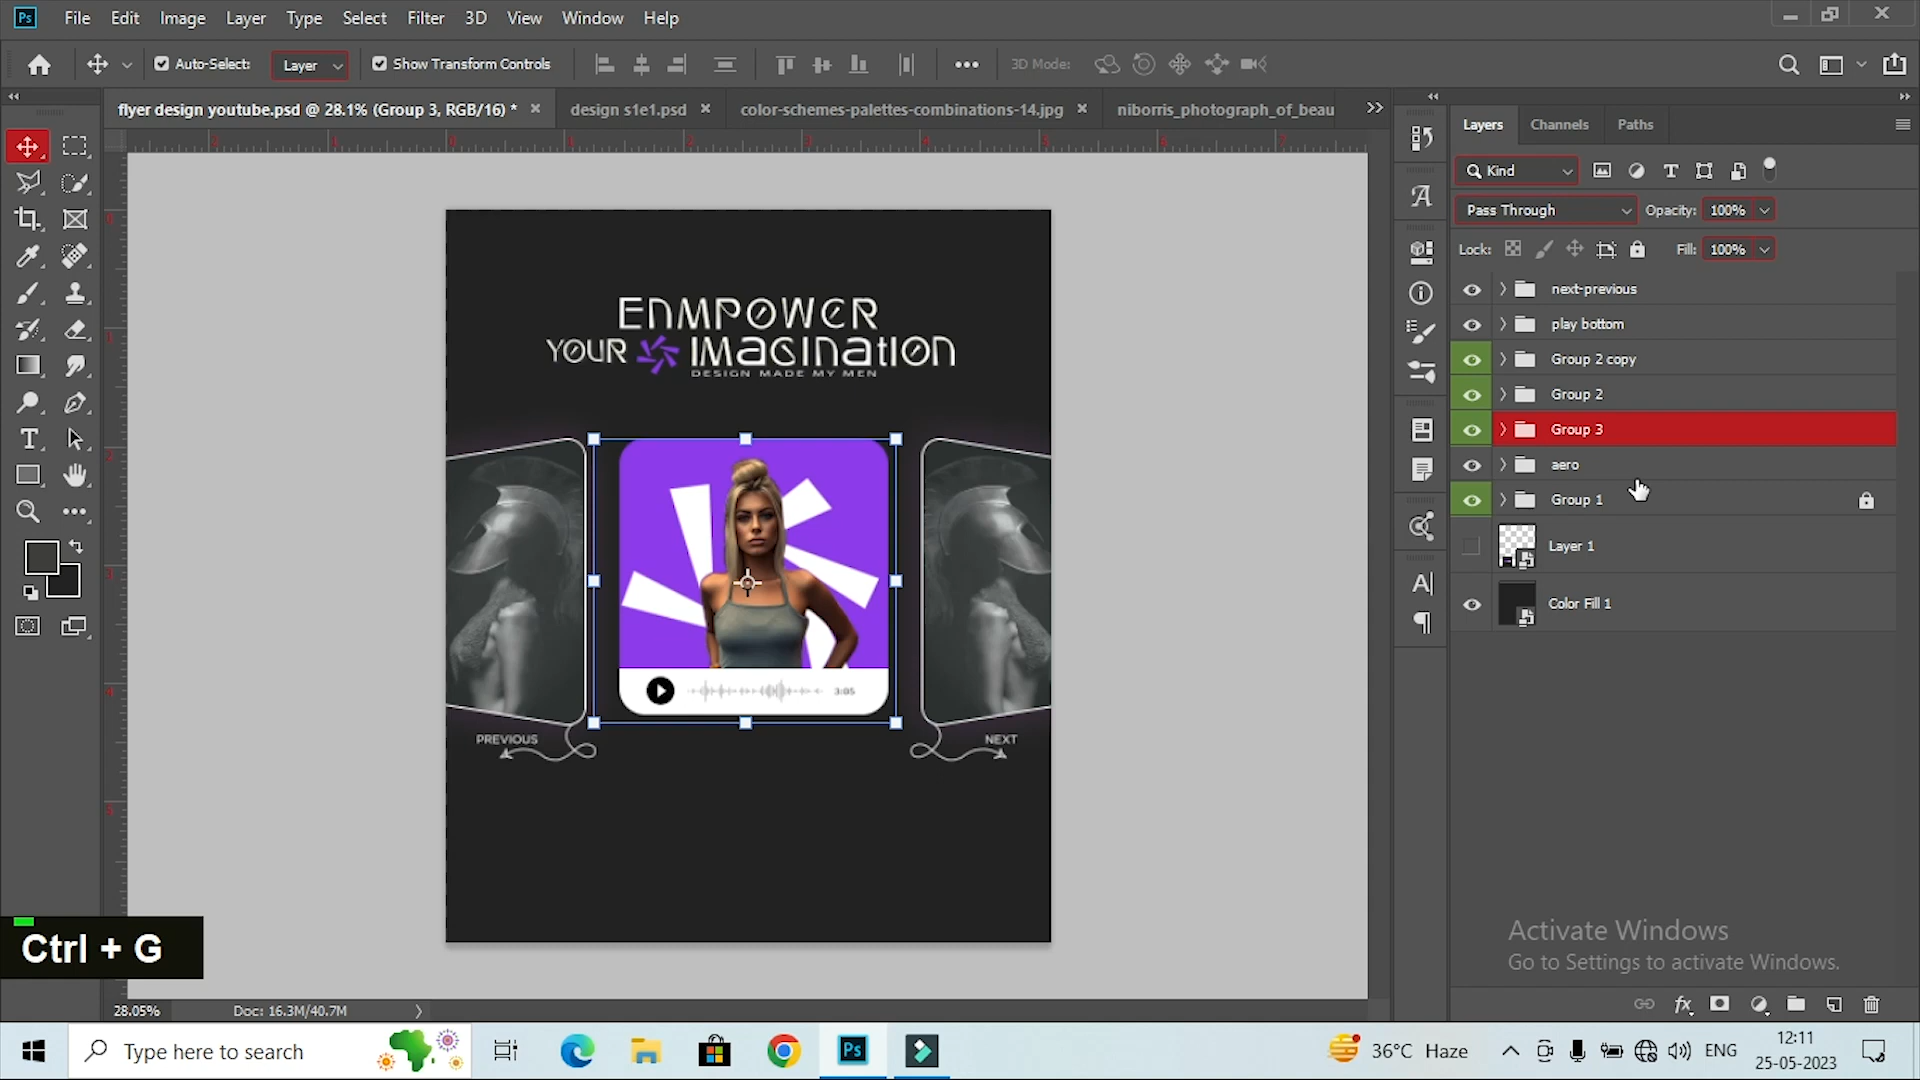 Ps File Edit Image Layer Type Select Filter 3D View Window Help
Auto-Select: Layer Show Transform Controls ••• 3D Mode:
flyer design youtube.psd @ 28.1% (Group 3, RGB/16) * × design s1e1.psd × color-schemes-palettes-combinations-14.jpg × niborris_photograph_of_beau
Layers Channels Paths
Kind
Pass Through Opacity: 100%
Lock: Fill: 100%
next-previous
play bottom
Group 2 copy
Group 2
Group 3
aero
Group 1
Layer 1
Color Fill 1
ENMPOWER
YOUR IMAGINATION
DESIGN MADE MY MEN
3:05
PREVIOUS
NEXT
Ctrl + G
Activate Windows
Go to Settings to activate Windows.
28.05% Doc: 16.3M/40.7M
Type here to search
Ps
36°C Haze
ENG
12:11
25-05-2023